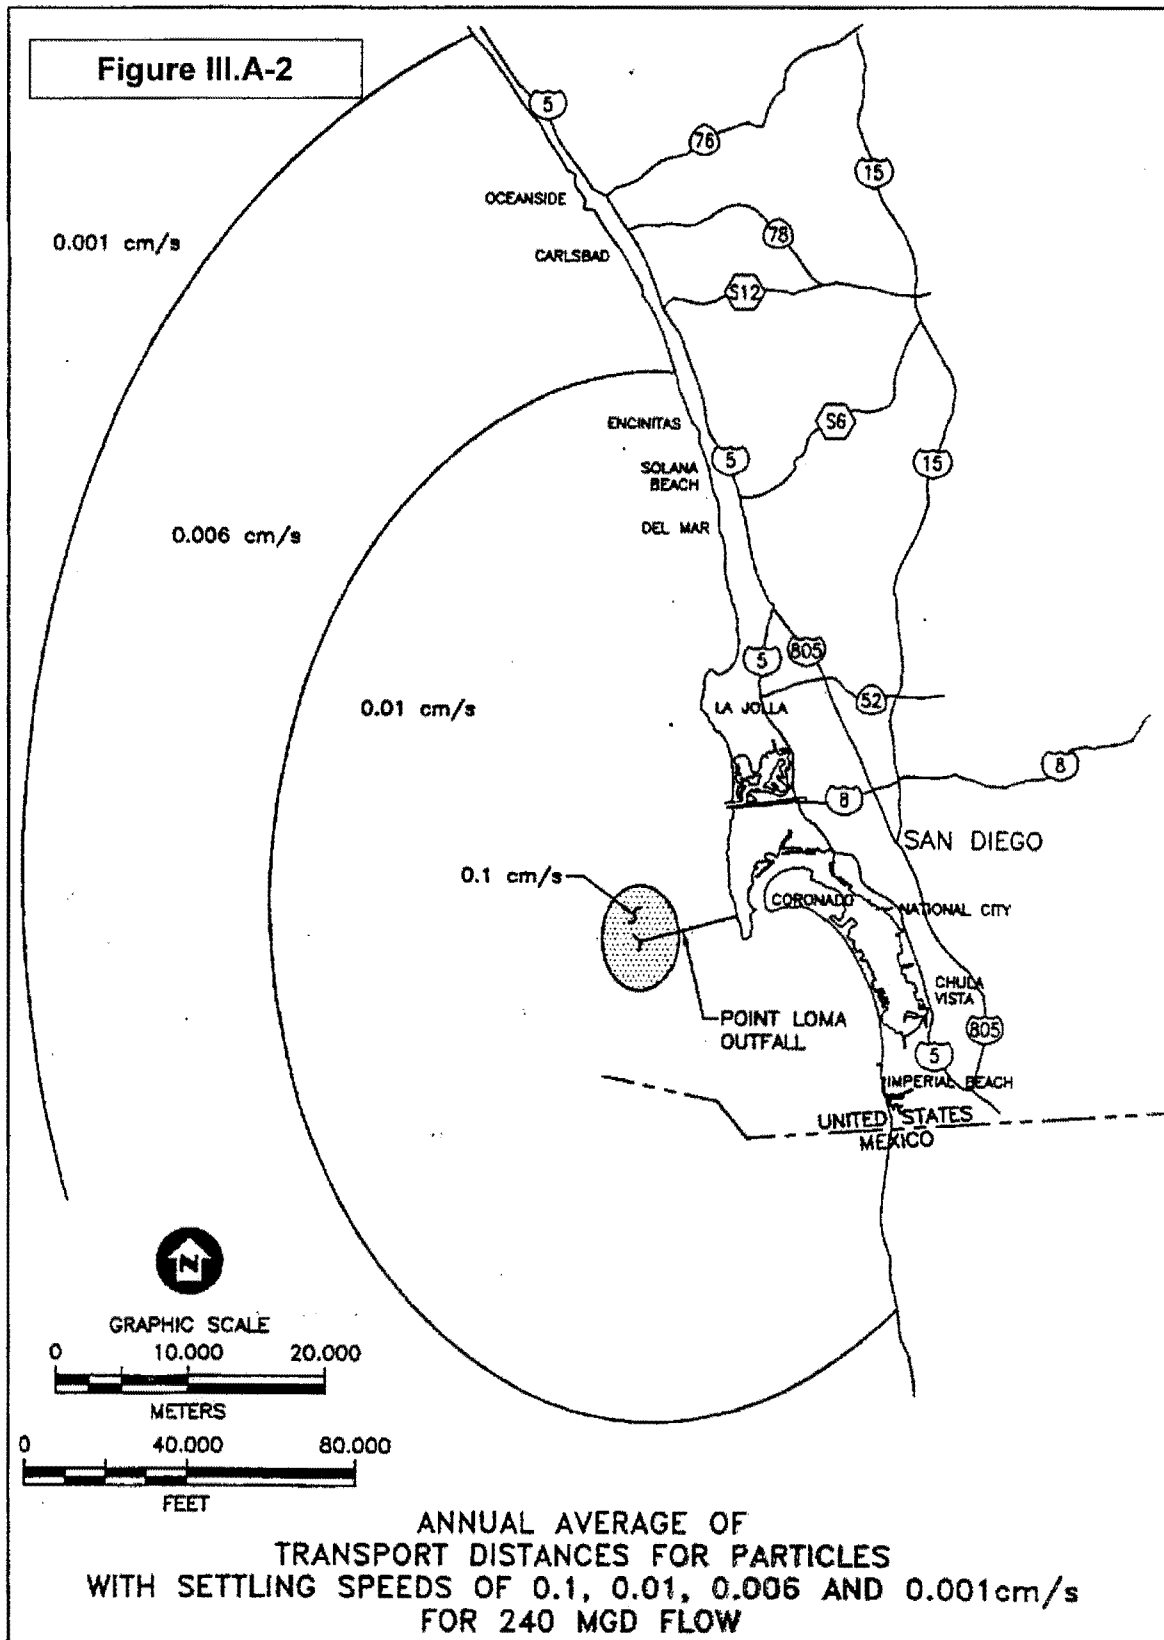 Figure III.A-2
5
76
15
OCEANSIDE
0.001 cm/s
78
CARLSBAD
S12
ENCINITAS
S6
5
15
SOLANA
BEACH
DEL MAR
0.006 cm/s
5
805
52
0.01 cm/s
LA JOLLA
8
8
SAN DIEGO
0.1 cm/s
CORONADO
NATIONAL CITY
CHULA
VISTA
POINT LOMA
OUTFALL
805
5
IMPERIAL BEACH
UNITED STATES
MEXICO
N
GRAPHIC SCALE
0 10.000 20.000
METERS
0 40.000 80.000
FEET
ANNUAL AVERAGE OF
TRANSPORT DISTANCES FOR PARTICLES
WITH SETTLING SPEEDS OF 0.1, 0.01, 0.006 AND 0.001cm/s
FOR 240 MGD FLOW